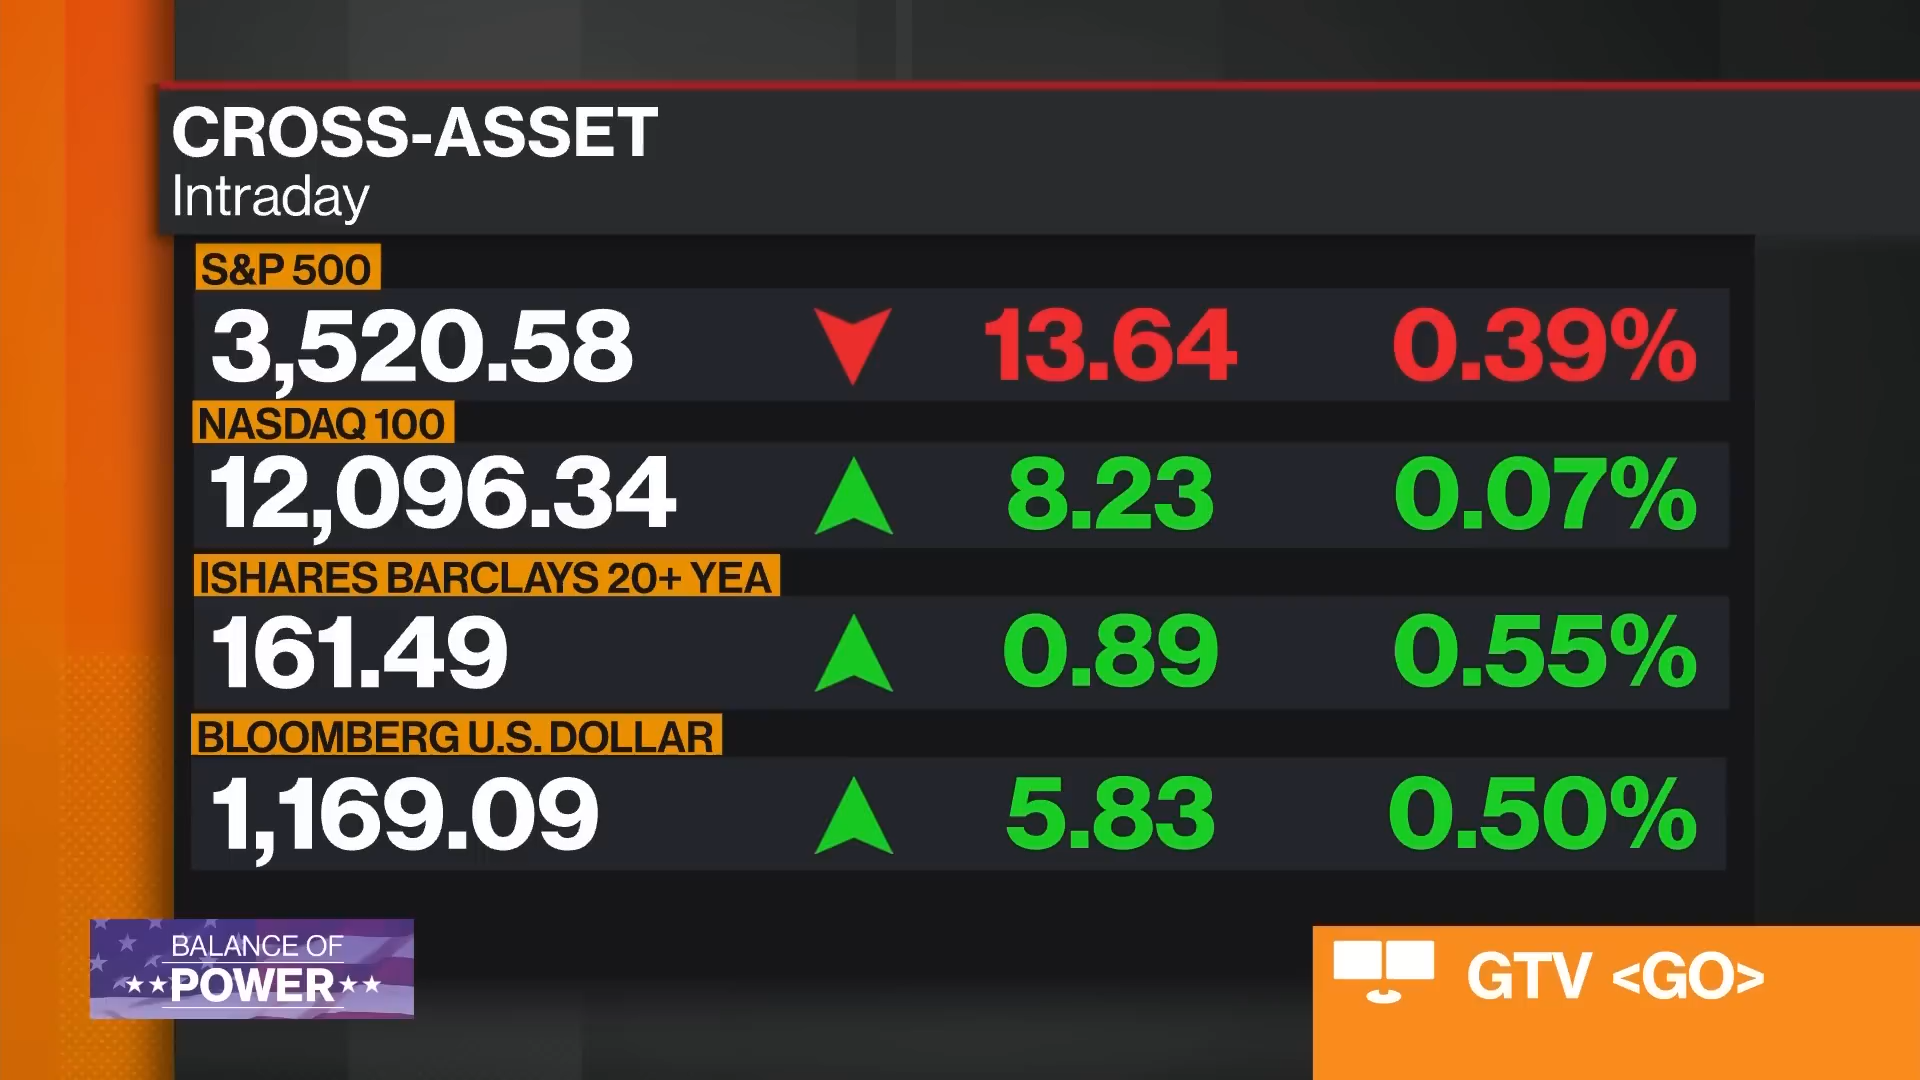 CROSS-ASSET
Intraday
S&P 500
3,520.58 13.64 0.39%
NASDAQ 100
12,096.34 8.23 0.07%
ISHARES BARCLAYS 20+ YEA
161.49 0.89 0.55%
BLOOMBERG U.S. DOLLAR
1,169.09 5.83 0.50%
BALANCE OF
POWER
GTV <GO>